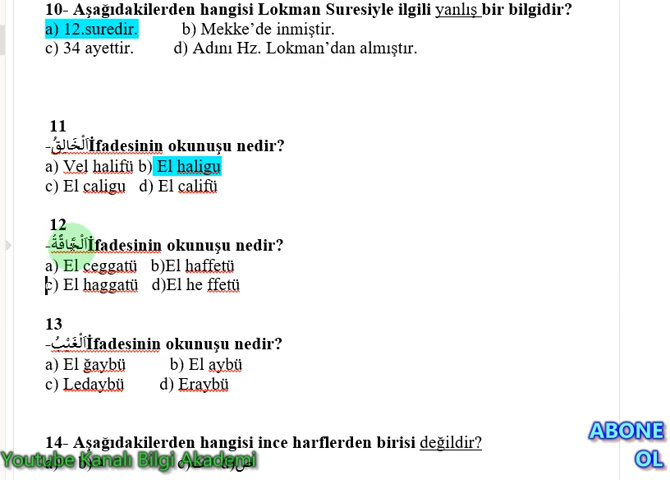 10- Aşağıdakilerden hangisi Lokman Suresiyle ilgili yanlış bir bilgidir?
a) 12.suredir. b) Mekke’de inmiştir.
c) 34 ayettir. d) Adını Hz. Lokman’dan almıştır.
11
-اَلْخَالِقُ İfadesinin okunuşu nedir?
a) Vel halifü b) El haligu
c) El caligu d) El califü
12
-اَلْحَاقَّةُ İfadesinin okunuşu nedir?
a) El ceggatü b)El haffetü
c) El haggatü d)El he ffetü
13
-اَلْغَيْبُ İfadesinin okunuşu nedir?
a) El ğaybü b) El aybü
c) Ledaybü d) Eraybü
14- Aşağıdakilerden hangisi ince harflerden birisi değildir?
ABONE
OL
Youtube Kanalı Bilgi Akademi